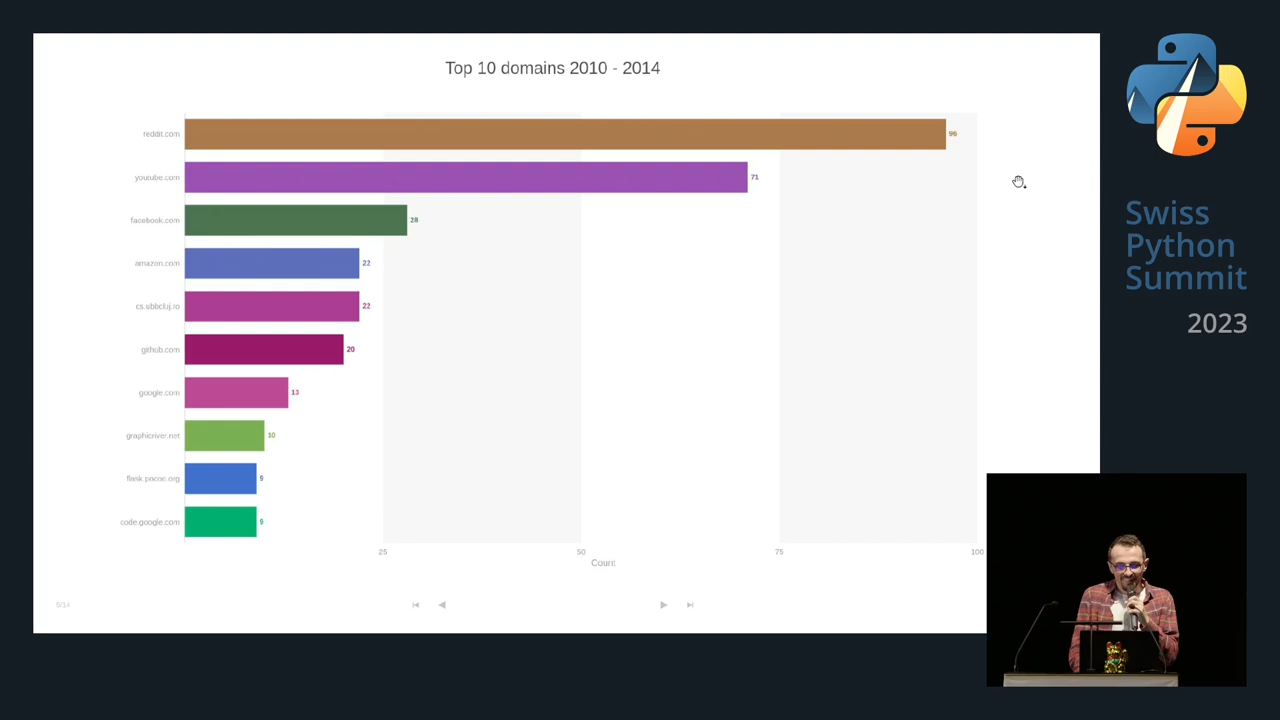 Top 10 domains 2010 - 2014
reddit.com
96
youtube.com
71
facebook.com
28
amazon.com
22
cs.ubbcluj.ro
22
github.com
20
google.com
13
graphicriver.net
10
flask.pocoo.org
9
code.google.com
9
25
50
75
100
Count
5/14
Swiss
Python
Summit
2023